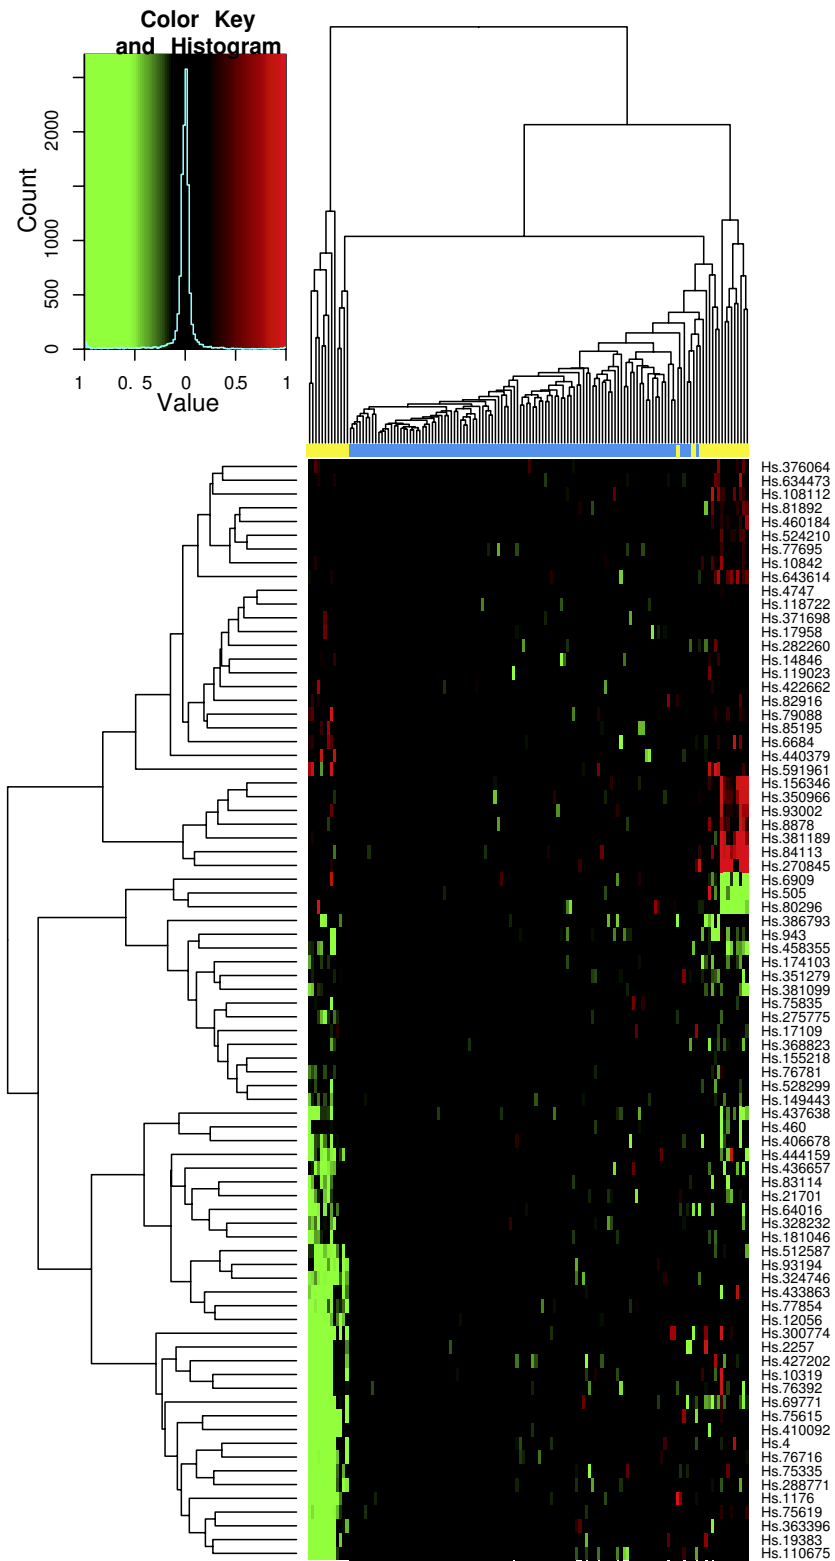 Color Key
and Histogram
Count
0
500
1000
2000
1
0. 5
0
0.5
1
Value
Hs.376064
Hs.634473
Hs.108112
Hs.81892
Hs.460184
Hs.524210
Hs.77695
Hs.10842
Hs.643614
Hs.4747
Hs.118722
Hs.371698
Hs.17958
Hs.282260
Hs.14846
Hs.119023
Hs.422662
Hs.82916
Hs.79088
Hs.85195
Hs.6684
Hs.440379
Hs.591961
Hs.156346
Hs.350966
Hs.93002
Hs.8878
Hs.381189
Hs.84113
Hs.270845
Hs.6909
Hs.505
Hs.80296
Hs.386793
Hs.943
Hs.458355
Hs.174103
Hs.351279
Hs.381099
Hs.75835
Hs.275775
Hs.17109
Hs.368823
Hs.155218
Hs.76781
Hs.528299
Hs.149443
Hs.437638
Hs.460
Hs.406678
Hs.444159
Hs.436657
Hs.83114
Hs.21701
Hs.64016
Hs.328232
Hs.181046
Hs.512587
Hs.93194
Hs.324746
Hs.433863
Hs.77854
Hs.12056
Hs.300774
Hs.2257
Hs.427202
Hs.10319
Hs.76392
Hs.69771
Hs.75615
Hs.410092
Hs.4
Hs.76716
Hs.75335
Hs.288771
Hs.1176
Hs.75619
Hs.363396
Hs.19383
Hs.110675